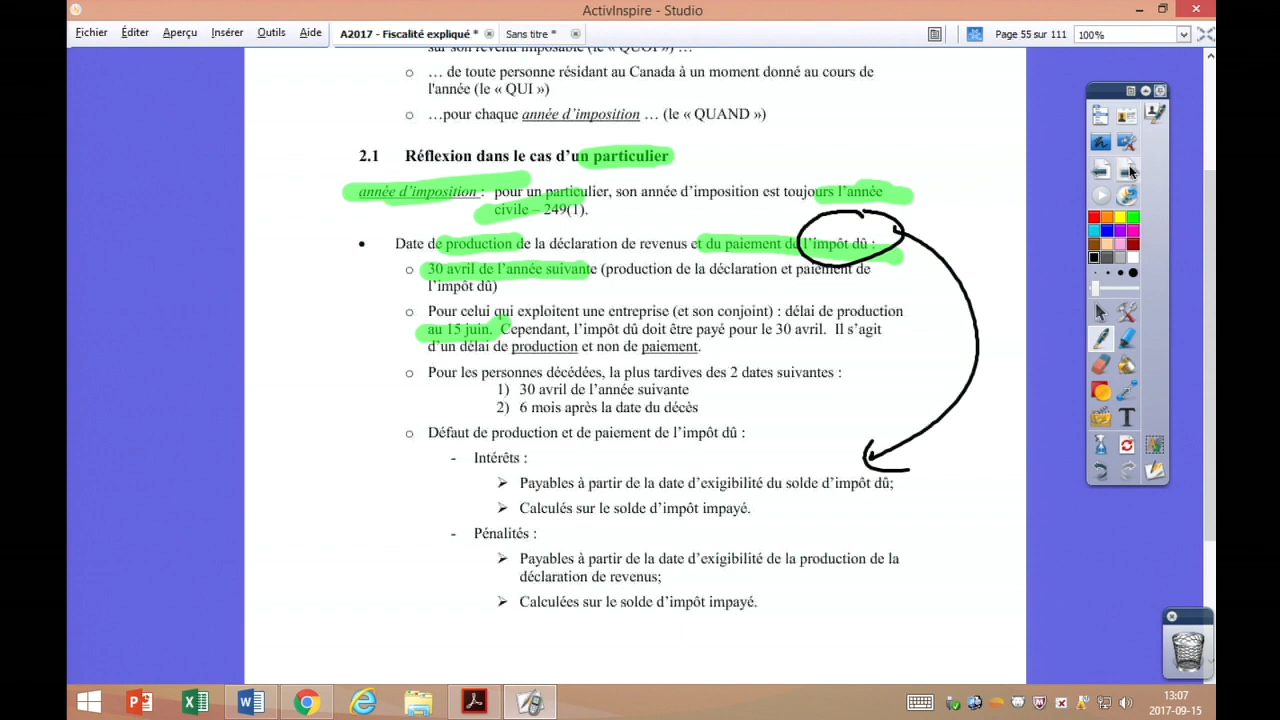 ActivInspire - Studio
Fichier Éditer Aperçu Insérer Outils Aide A2017 - Fiscalité expliqué * Sans titre * Page 55 sur 111 100%
sur son revenu imposable (le « QUOI ») …
o … de toute personne résidant au Canada à un moment donné au cours de
l'année (le « QUI »)
o …pour chaque année d’imposition … (le « QUAND »)
2.1 Réflexion dans le cas d’un particulier
année d’imposition : pour un particulier, son année d’imposition est toujours l’année
civile – 249(1).
• Date de production de la déclaration de revenus et du paiement de l’impôt dû :
o 30 avril de l’année suivante (production de la déclaration et paiement de
l’impôt dû)
o Pour celui qui exploitent une entreprise (et son conjoint) : délai de production
au 15 juin. Cependant, l’impôt dû doit être payé pour le 30 avril. Il s’agit
d’un délai de production et non de paiement.
o Pour les personnes décédées, la plus tardives des 2 dates suivantes :
1) 30 avril de l’année suivante
2) 6 mois après la date du décès
o Défaut de production et de paiement de l’impôt dû :
- Intérêts :
➢ Payables à partir de la date d’exigibilité du solde d’impôt dû;
➢ Calculés sur le solde d’impôt impayé.
- Pénalités :
➢ Payables à partir de la date d’exigibilité de la production de la
déclaration de revenus;
➢ Calculées sur le solde d’impôt impayé.
13:07
2017-09-15